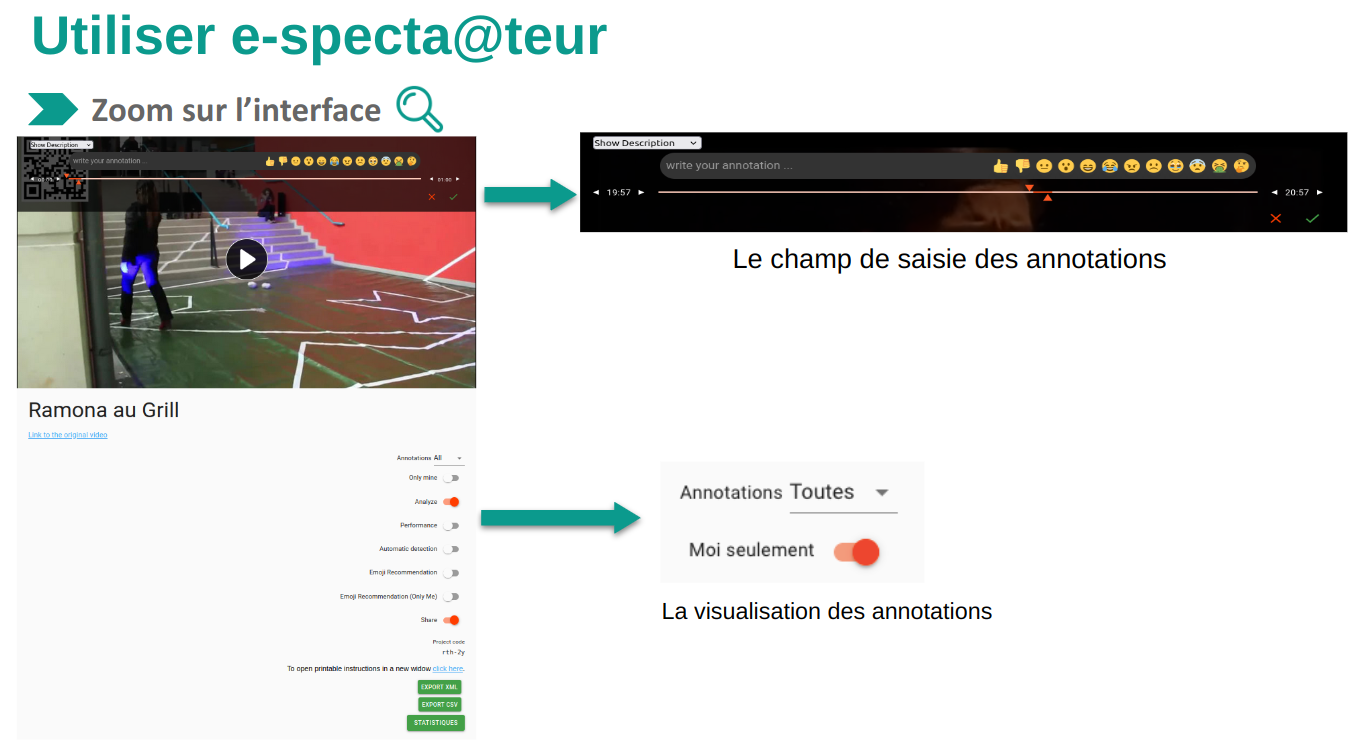 Utiliser e-specta@teur
Zoom sur l'interface
Show Description
write your annotation ...
00:00
01:00
Show Description
write your annotation ...
19:57
20:57
Le champ de saisie des annotations
Ramona au Grill
Link to the original video
Annotations All
Only mine
Analyze
Performance
Automatic detection
Emoji Recommendation
Emoji Recommendation (Only Me)
Share
Project code
rth-2y
To open printable instructions in a new widow click here.
EXPORT XML
EXPORT CSV
STATISTIQUES
Annotations Toutes
Moi seulement
La visualisation des annotations